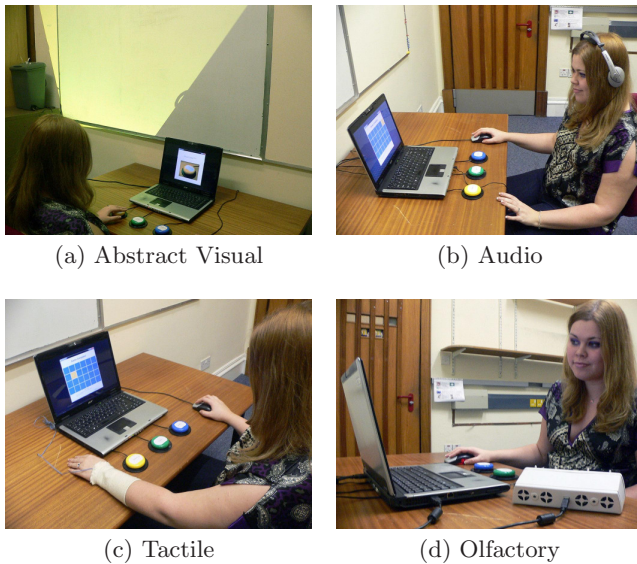 (a) Abstract Visual
(b) Audio
(c) Tactile
(d) Olfactory